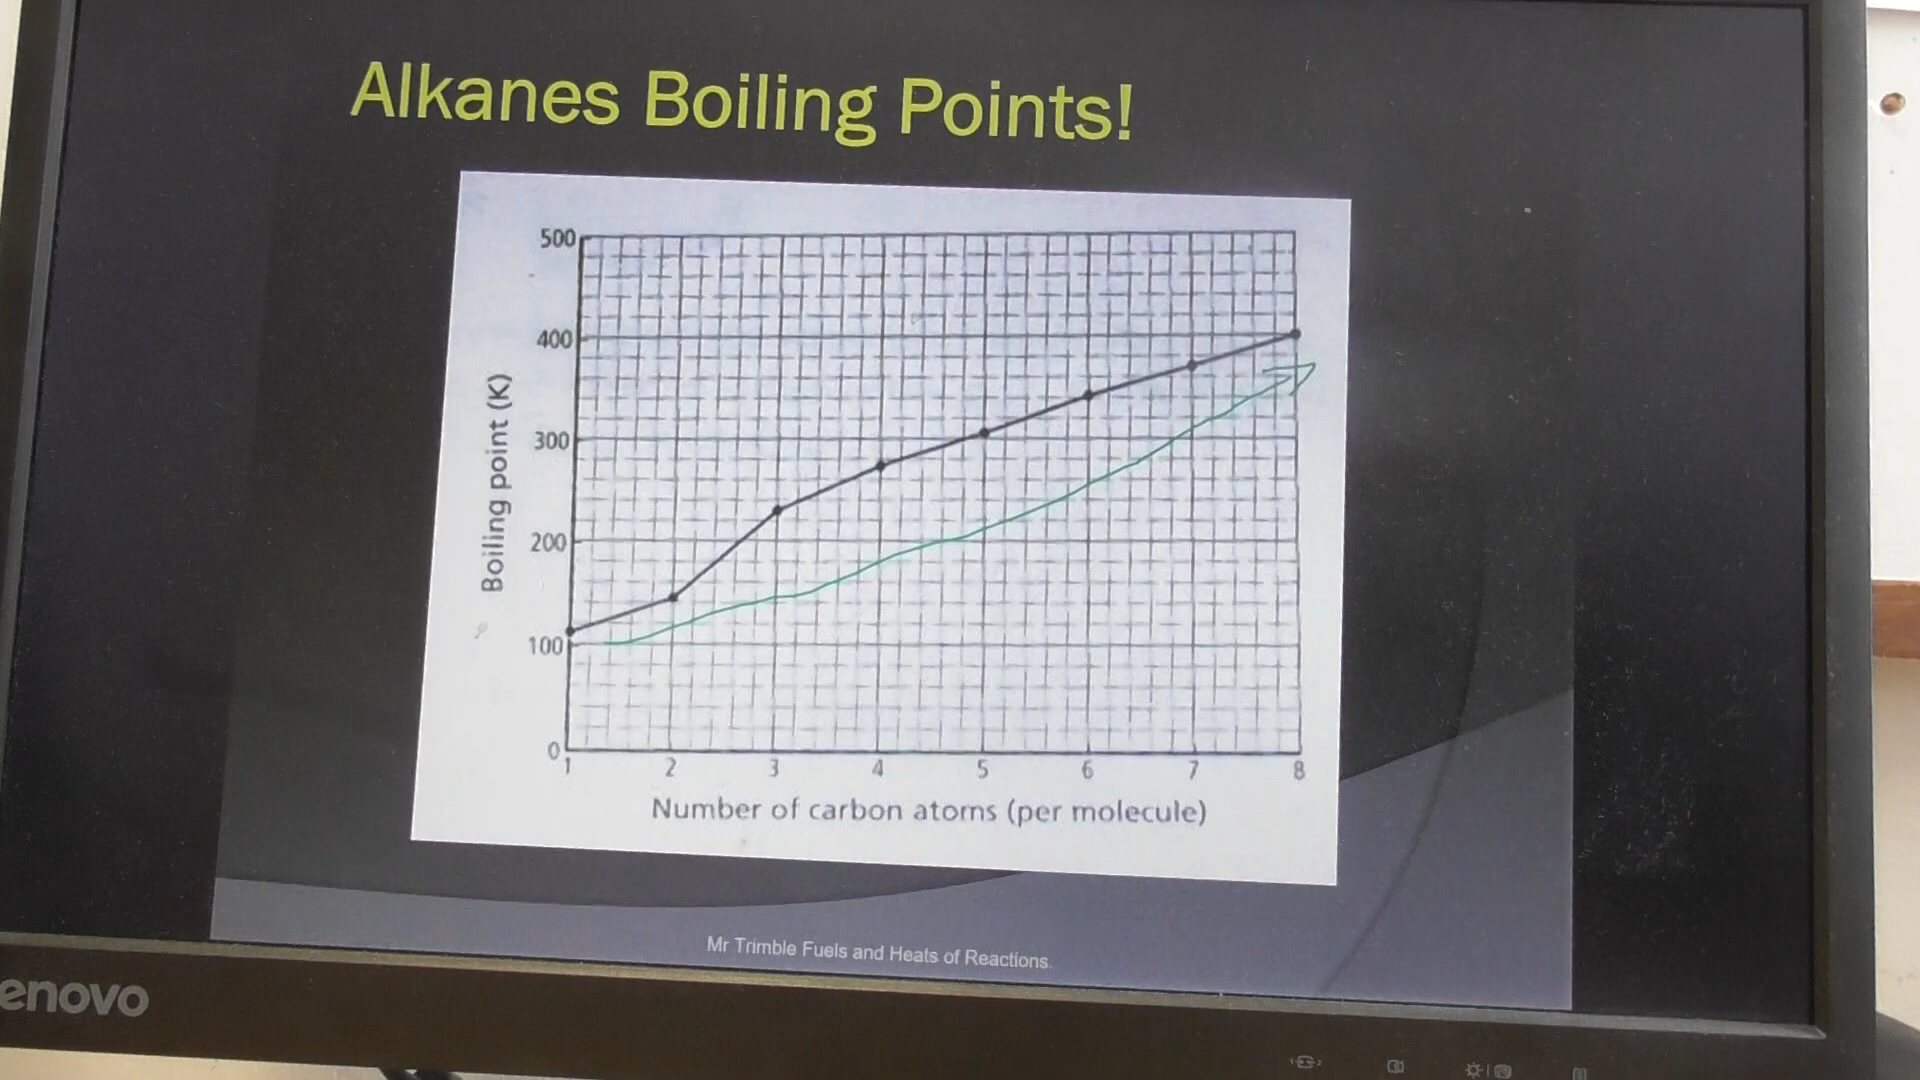 Alkanes Boiling Points!
500
400
300
200
100
0
Boiling point (K)
1 2 3 4 5 6 7 8
Number of carbon atoms (per molecule)
Mr Trimble Fuels and Heats of Reactions.
enovo